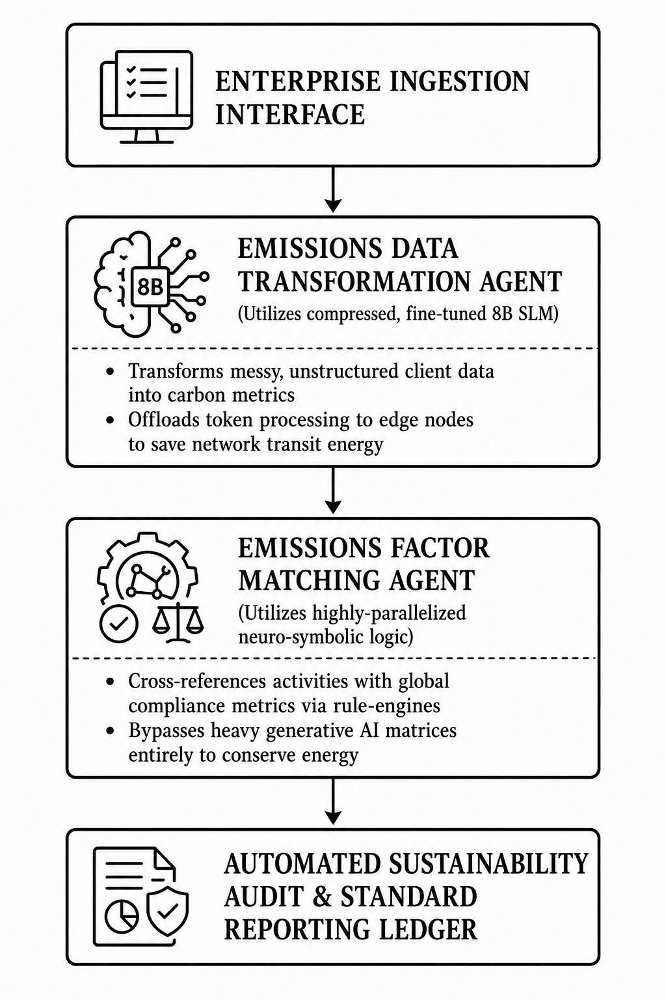 ENTERPRISE INGESTION
INTERFACE
8B
EMISSIONS DATA
TRANSFORMATION AGENT
(Utilizes compressed, fine-tuned 8B SLM)
• Transforms messy, unstructured client data
into carbon metrics
• Offloads token processing to edge nodes
to save network transit energy
EMISSIONS FACTOR
MATCHING AGENT
(Utilizes highly-parallelized
neuro-symbolic logic)
• Cross-references activities with global
compliance metrics via rule-engines
• Bypasses heavy generative AI matrices
entirely to conserve energy
AUTOMATED SUSTAINABILITY
AUDIT & STANDARD
REPORTING LEDGER